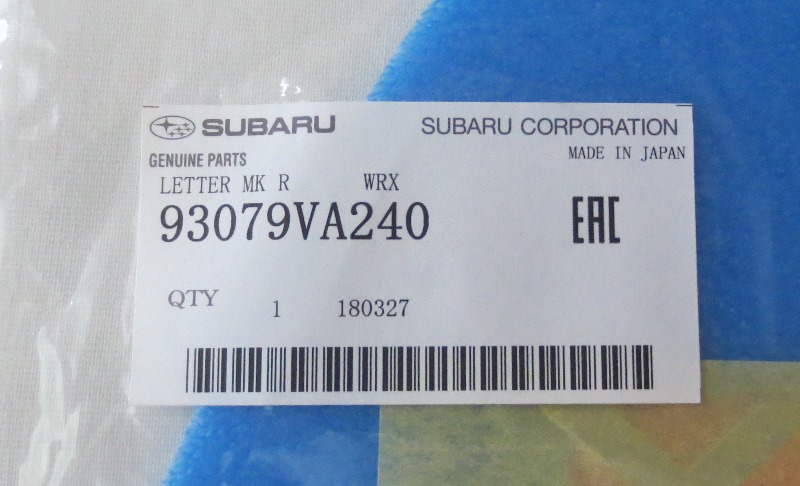 SUBARU SUBARU CORPORATION
GENUINE PARTS MADE IN JAPAN
LETTER MK R WRX
93079VA240 EAC
QTY 1 180327